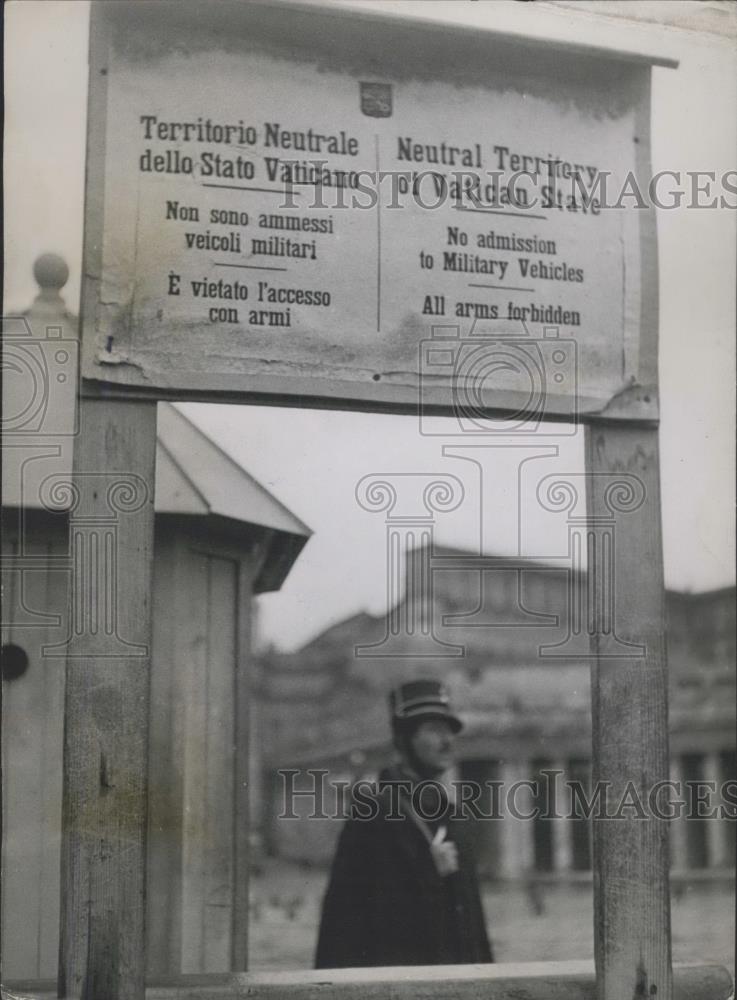 Territorio Neutrale
dello Stato Vaticano
Non sono ammessi
veicoli militari
È vietato l'accesso
con armi
Neutral Territory
of Vatican State
No admission
to Military Vehicles
All arms forbidden
HISTORIC IMAGES
HISTORIC IMAGES